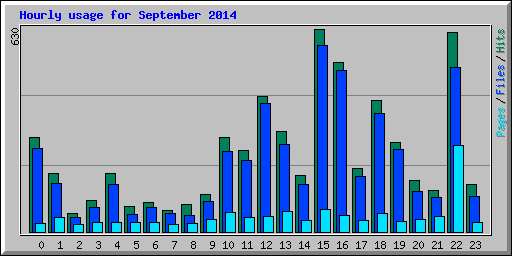 Hourly usage for September 2014
630
Pages/Files/Hits
0 1 2 3 4 5 6 7 8 9 10 11 12 13 14 15 16 17 18 19 20 21 22 23